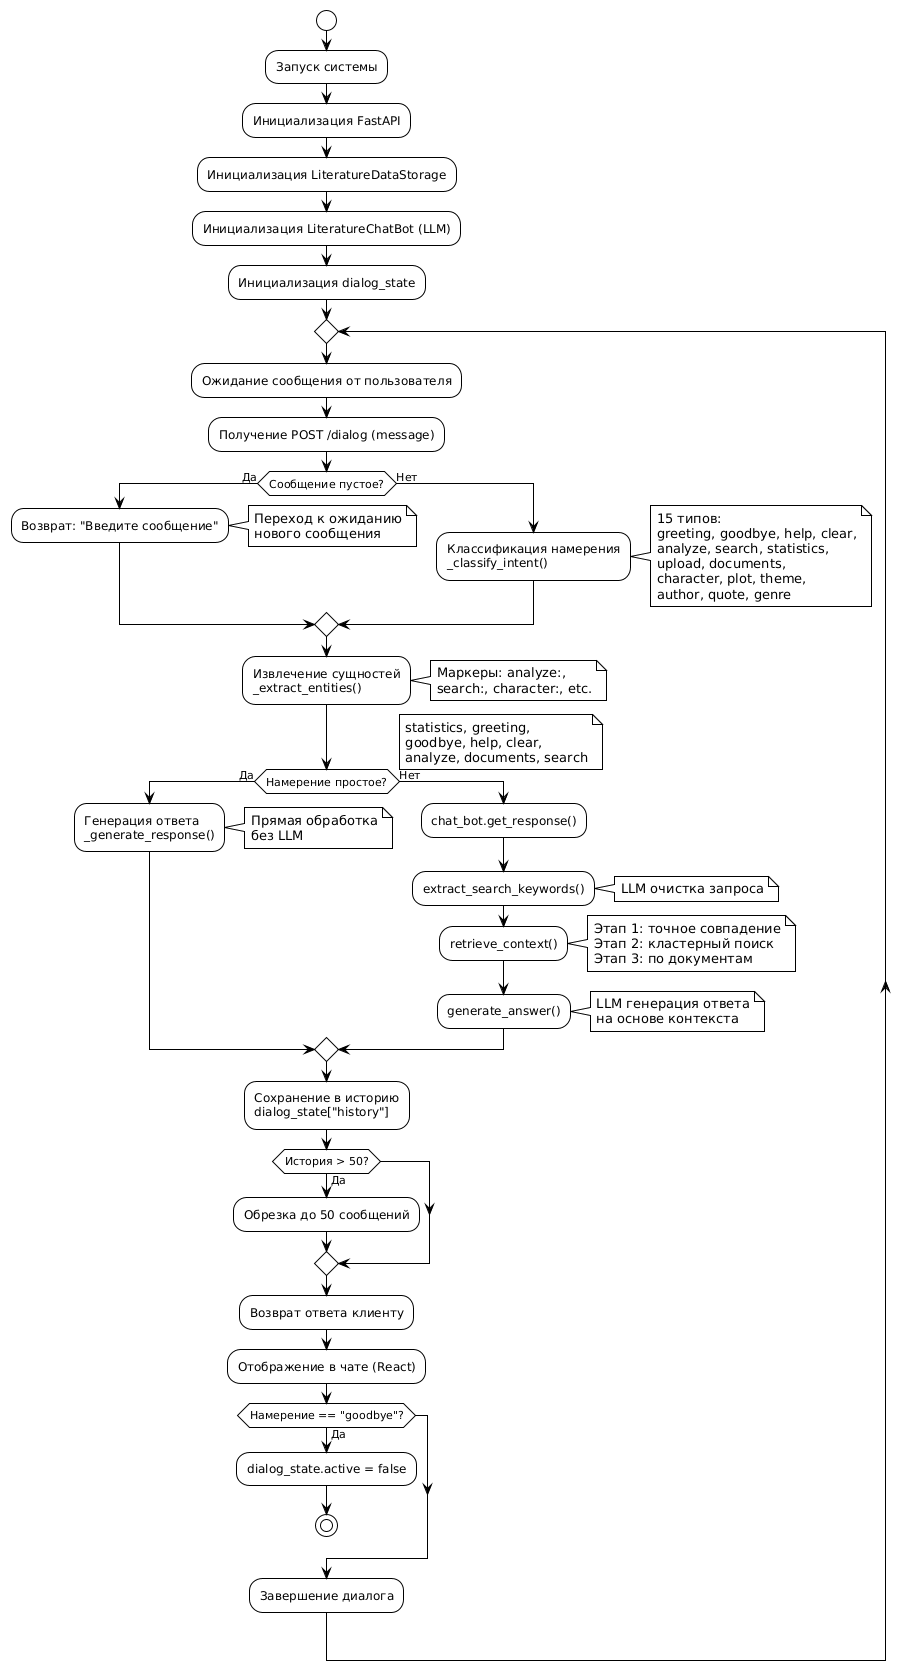 Запуск системы
Инициализация FastAPI
Инициализация LiteratureDataStorage
Инициализация LiteratureChatBot (LLM)
Инициализация dialog_state
Ожидание сообщения от пользователя
Получение POST /dialog (message)
Да
Сообщение пустое?
Нет
Возврат: "Введите сообщение"
Переход к ожиданию
нового сообщения
Классификация намерения
_classify_intent()
15 типов:
greeting, goodbye, help, clear,
analyze, search, statistics,
upload, documents,
character, plot, theme,
author, quote, genre
Извлечение сущностей
_extract_entities()
Маркеры: analyze:,
search:, character:, etc.
statistics, greeting,
goodbye, help, clear,
analyze, documents, search
Да
Намерение простое?
Нет
Генерация ответа
_generate_response()
Прямая обработка
без LLM
chat_bot.get_response()
extract_search_keywords()
LLM очистка запроса
retrieve_context()
Этап 1: точное совпадение
Этап 2: кластерный поиск
Этап 3: по документам
generate_answer()
LLM генерация ответа
на основе контекста
Сохранение в историю
dialog_state["history"]
История > 50?
Да
Обрезка до 50 сообщений
Возврат ответа клиенту
Отображение в чате (React)
Намерение == "goodbye"?
Да
dialog_state.active = false
Завершение диалога